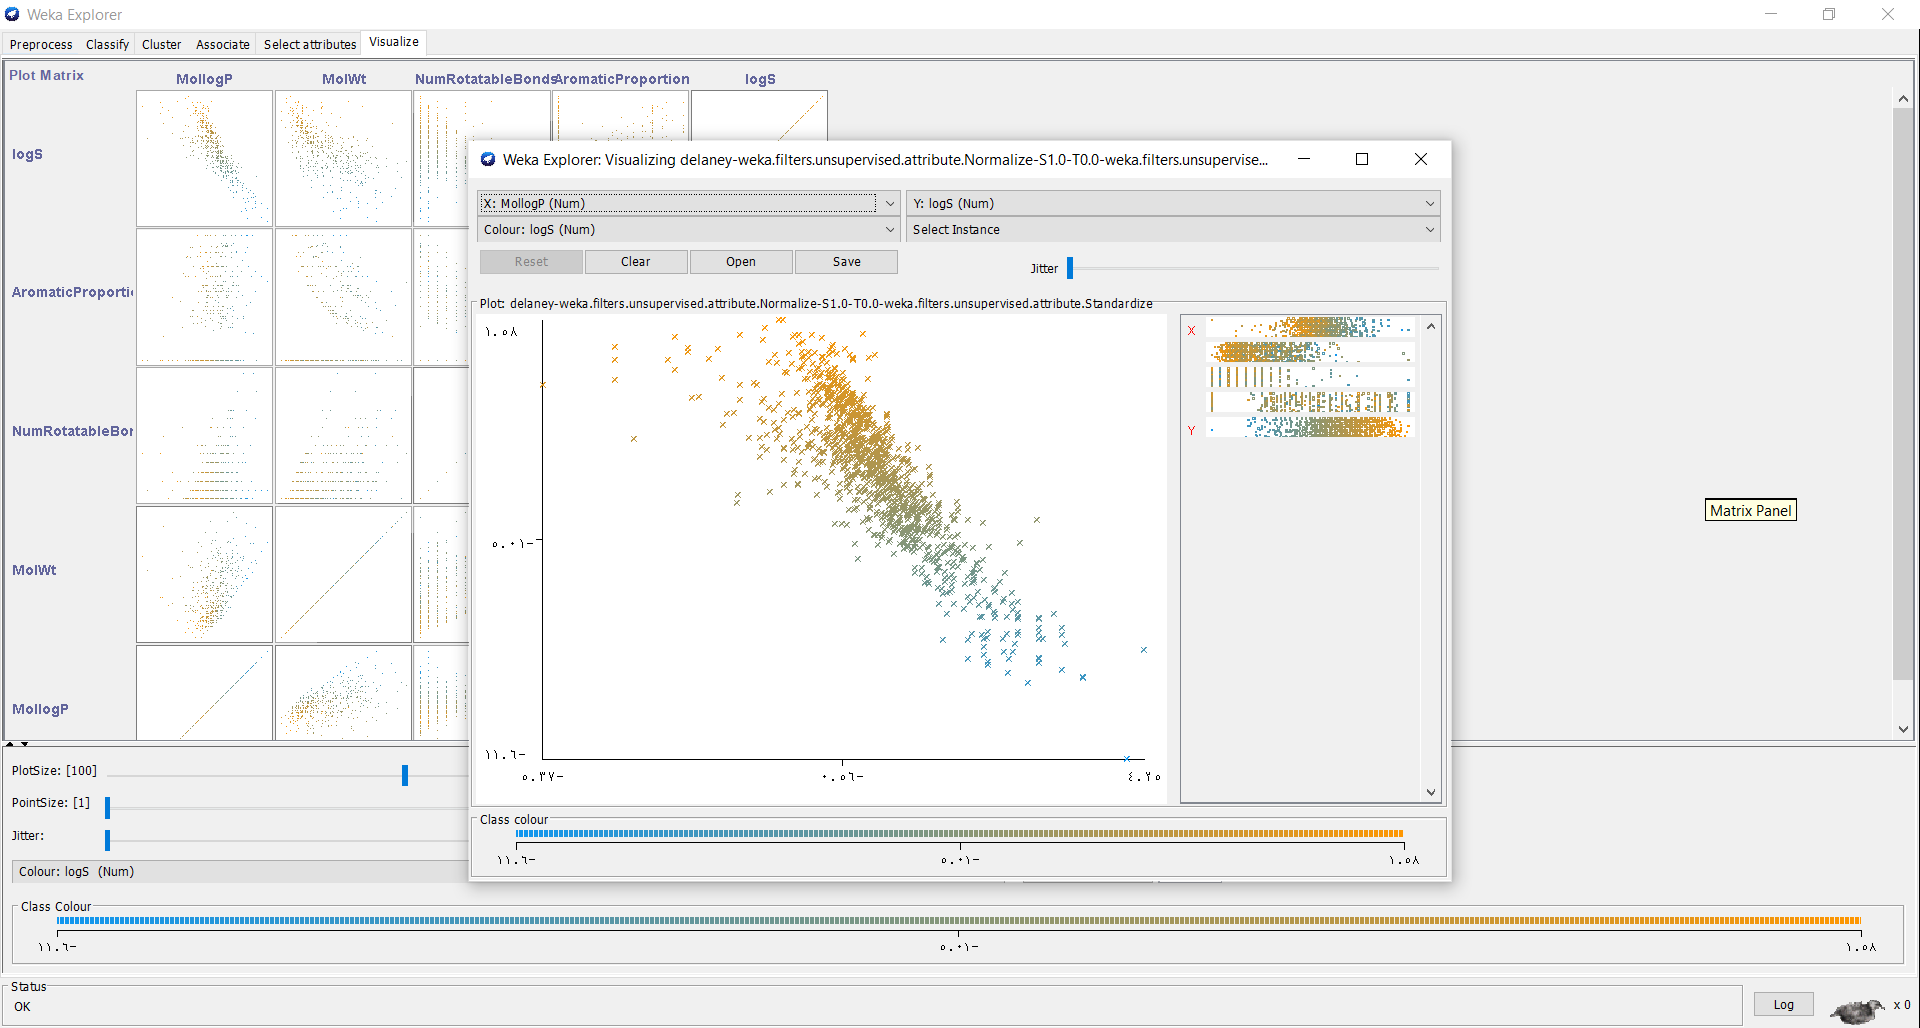 Weka Explorer
Preprocess Classify Cluster Associate Select attributes Visualize
Plot Matrix
MollogP MolWt NumRotatableBonds AromaticProportion logS
logS
AromaticProportic
NumRotatableBor
MolWt
MollogP
Weka Explorer: Visualizing delaney-weka.filters.unsupervised.attribute.Normalize-S1.0-T0.0-weka.filters.unsupervise...
X: MollogP (Num) Y: logS (Num)
Colour: logS (Num) Select Instance
Reset Clear Open Save Jitter
Plot: delaney-weka.filters.unsupervised.attribute.Normalize-S1.0-T0.0-weka.filters.unsupervised.attribute.Standardize
١.٥٨
٥.٠١-
١١.٦-
٥.٣٧- ٠.٥٦- ٤.٢٥
X
Y
Class colour
١١.٦- ٥.٠١- ١.٥٨
Matrix Panel
PlotSize: [100]
PointSize: [1]
Jitter:
Colour: logS (Num)
Class Colour
١١.٦- ٥.٠١- ١.٥٨
Status
OK
Log x 0